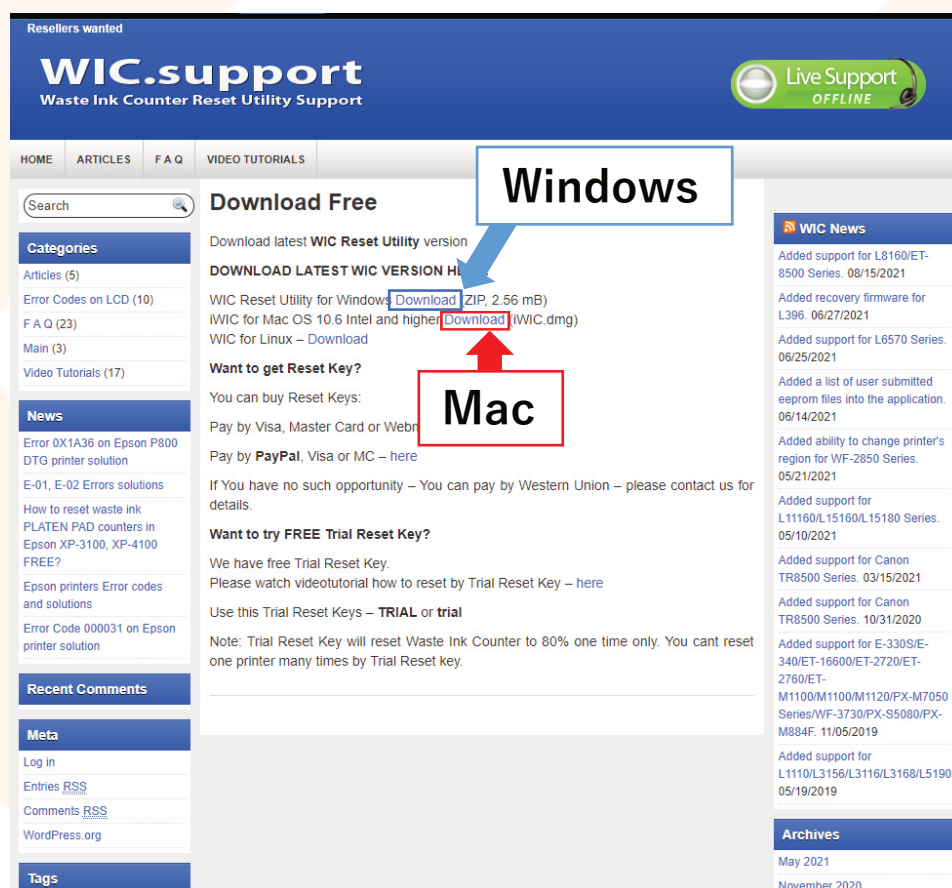 Resellers wanted
WIC.support
Waste Ink Counter Reset Utility Support
Live Support
OFFLINE
HOME
ARTICLES
F A Q
VIDEO TUTORIALS
Search
Categories
Articles (5)
Error Codes on LCD (10)
F A Q (23)
Main (3)
Video Tutorials (17)
News
Error 0X1A36 on Epson P800
DTG printer solution
E-01, E-02 Errors solutions
How to reset waste ink
PLATEN PAD counters in
Epson XP-3100, XP-4100
FREE?
Epson printers Error codes
and solutions
Error Code 000031 on Epson
printer solution
Recent Comments
Meta
Log in
Entries RSS
Comments RSS
WordPress.org
Tags
Download Free
Windows
Download latest WIC Reset Utility version
DOWNLOAD LATEST WIC VERSION
WIC Reset Utility for Windows Download (ZIP, 2.56 mB)
iWIC for Mac OS 10.6 Intel and higher Download (iWIC.dmg)
WIC for Linux – Download
Mac
Want to get Reset Key?
You can buy Reset Keys:
Pay by Visa, Master Card or
Pay by PayPal, Visa or MC – here
If You have no such opportunity – You can pay by Western Union – please contact us for
details.
Want to try FREE Trial Reset Key?
We have free Trial Reset Key.
Please watch videotutorial how to reset by Trial Reset Key – here
Use this Trial Reset Keys – TRIAL or trial
Note: Trial Reset Key will reset Waste Ink Counter to 80% one time only. You cant reset
one printer many times by Trial Reset key.
WIC News
Added support for L8160/ET-
8500 Series. 08/15/2021
Added recovery firmware for
L396. 06/27/2021
Added support for L6570 Series.
06/25/2021
Added a list of user submitted
eeprom files into the application.
06/14/2021
Added ability to change printer's
region for WF-2850 Series.
05/21/2021
Added support for
L11160/L15160/L15180 Series.
05/10/2021
Added support for Canon
TR8500 Series. 03/15/2021
Added support for Canon
TR8500 Series. 10/31/2020
Added support for E-330S/E-
340/ET-16600/ET-2720/ET-
2760/ET-
M1100/M1100/M1120/PX-M7050
Series/WF-3730/PX-S5080/PX-
M884F. 11/05/2019
Added support for
L1110/L3156/L3116/L3168/L5190
05/19/2019
Archives
May 2021
November 2020